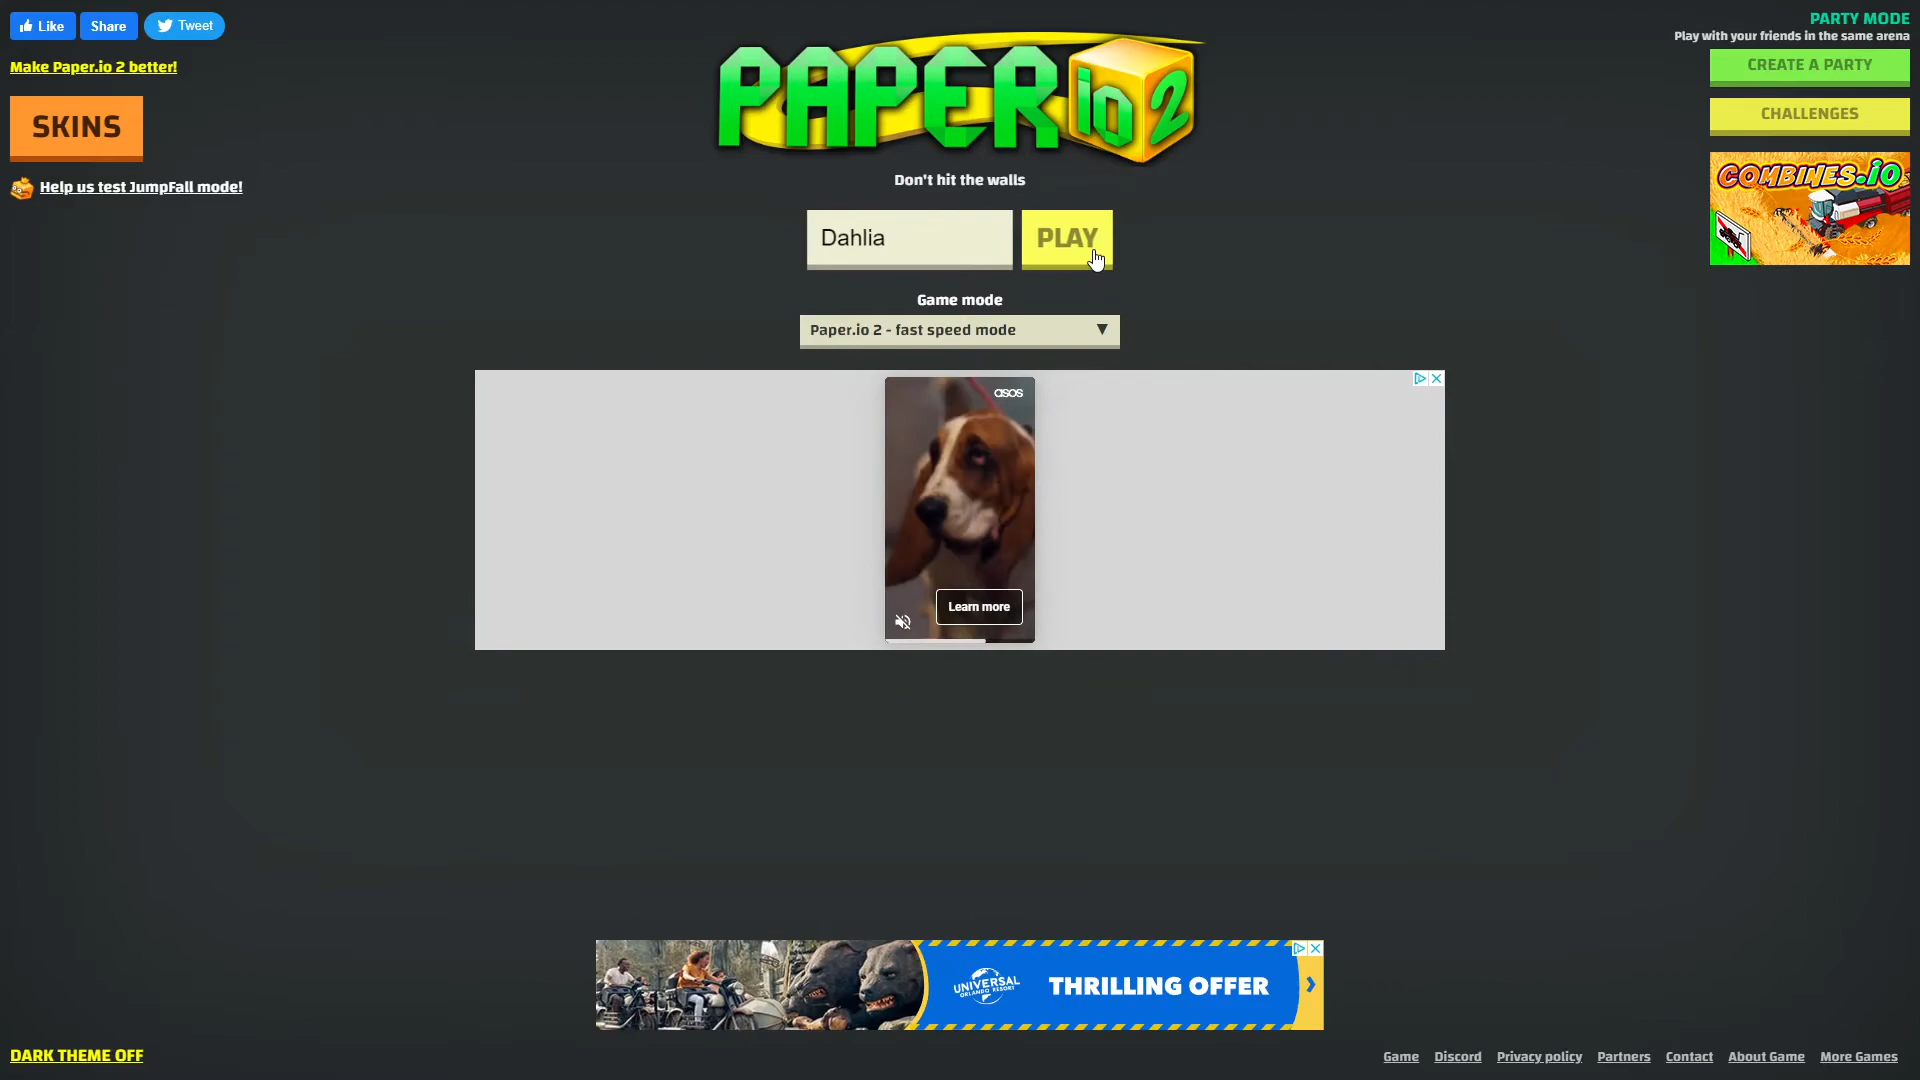 Like Share Tweet
Make Paper.io 2 better!
SKINS
Help us test JumpFall mode!
PAPER io 2
Don't hit the walls
Dahlia
PLAY
Game mode
Paper.io 2 - fast speed mode
PARTY MODE
Play with your friends in the same arena
CREATE A PARTY
CHALLENGES
COMBINES.iO
asos
Learn more
UNIVERSAL
ORLANDO RESORT
THRILLING OFFER
DARK THEME OFF
Game Discord Privacy policy Partners Contact About Game More Games